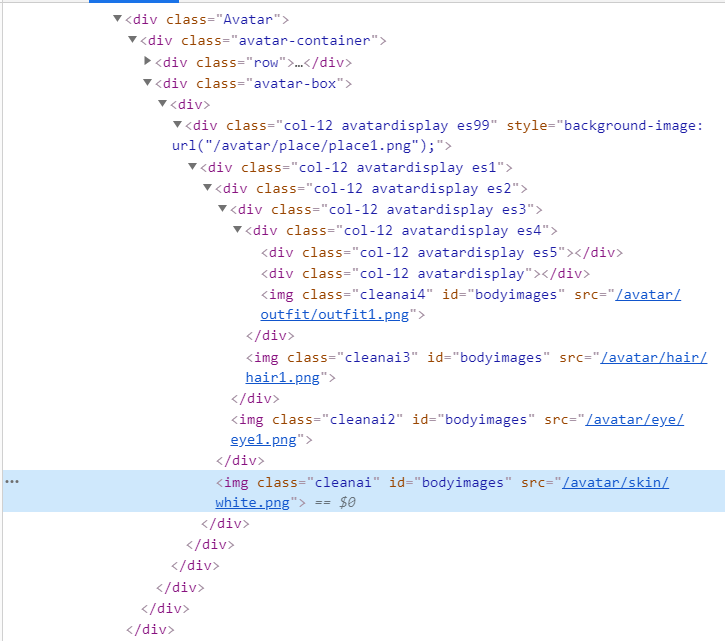 ▼<div class="Avatar">
▼<div class="avatar-container">
▶<div class="row">…</div>
▼<div class="avatar-box">
▼<div>
▼<div class="col-12 avatardisplay es99" style="background-image:
url("/avatar/place/place1.png");">
▼<div class="col-12 avatardisplay es1">
▼<div class="col-12 avatardisplay es2">
▼<div class="col-12 avatardisplay es3">
▼<div class="col-12 avatardisplay es4">
<div class="col-12 avatardisplay es5"></div>
<div class="col-12 avatardisplay"></div>
<img class="cleanai4" id="bodyimages" src="/avatar/
outfit/outfit1.png">
</div>
<img class="cleanai3" id="bodyimages" src="/avatar/hair/
hair1.png">
</div>
<img class="cleanai2" id="bodyimages" src="/avatar/eye/
eye1.png">
</div>
<img class="cleanai" id="bodyimages" src="/avatar/skin/
white.png"> == $0
</div>
</div>
</div>
</div>
</div>
</div>